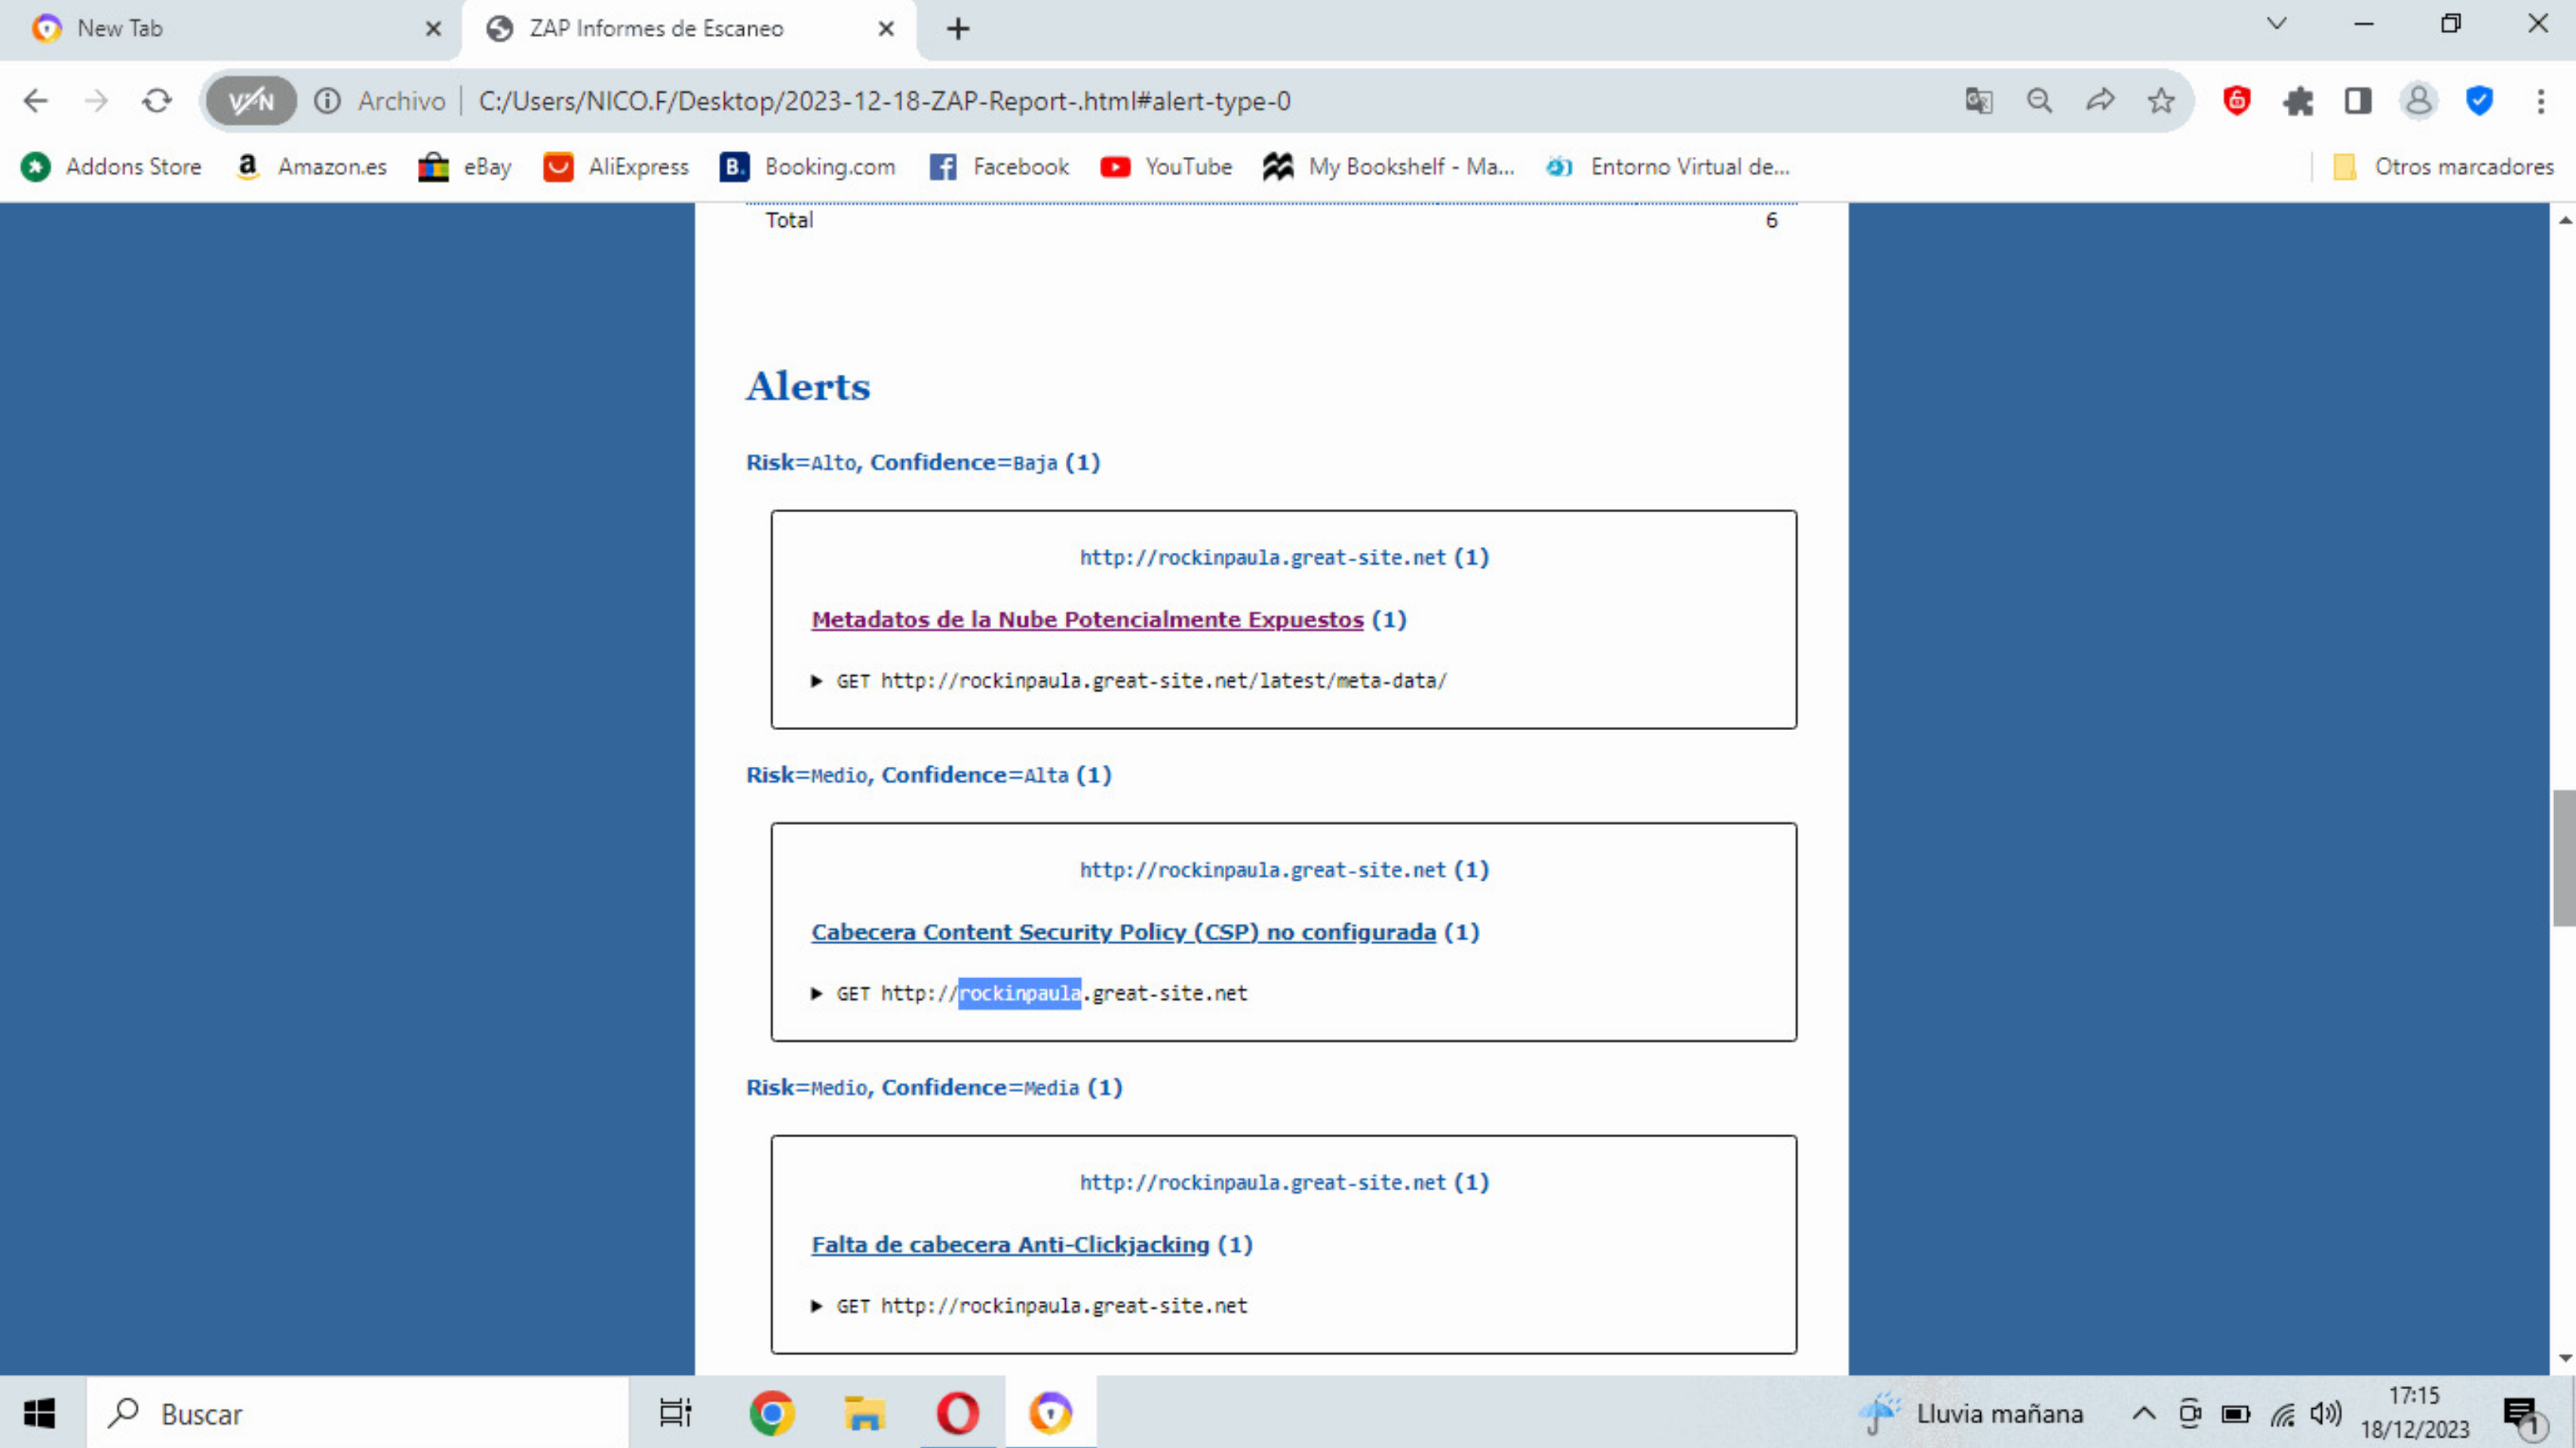 New Tab
ZAP Informes de Escaneo
VPN
Archivo
C:/Users/NICO.F/Desktop/2023-12-18-ZAP-Report-.html#alert-type-0
Addons Store
a Amazon.es
eBay
AliExpress
B. Booking.com
Facebook
YouTube
My Bookshelf - Ma...
Entorno Virtual de...
Otros marcadores
Total 6
Alerts
Risk=Alto, Confidence=Baja (1)
http://rockinpaula.great-site.net (1)
Metadatos de la Nube Potencialmente Expuestos (1)
GET http://rockinpaula.great-site.net/latest/meta-data/
Risk=Medio, Confidence=Alta (1)
http://rockinpaula.great-site.net (1)
Cabecera Content Security Policy (CSP) no configurada (1)
GET http://rockinpaula.great-site.net
Risk=Medio, Confidence=Media (1)
http://rockinpaula.great-site.net (1)
Falta de cabecera Anti-Clickjacking (1)
GET http://rockinpaula.great-site.net
Buscar
Lluvia mañana
17:15
18/12/2023
1